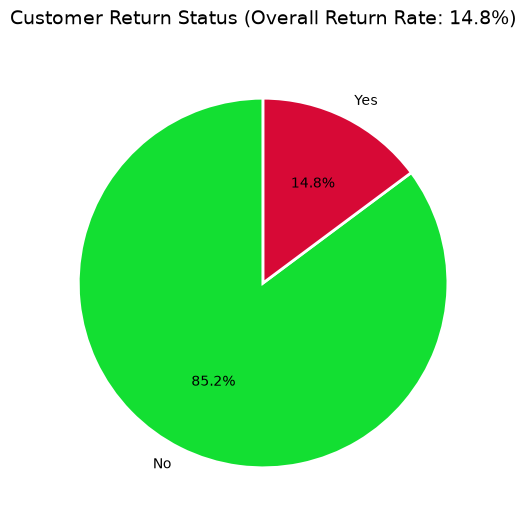 Customer Return Status (Overall Return Rate: 14.8%)
Yes
14.8%
85.2%
No